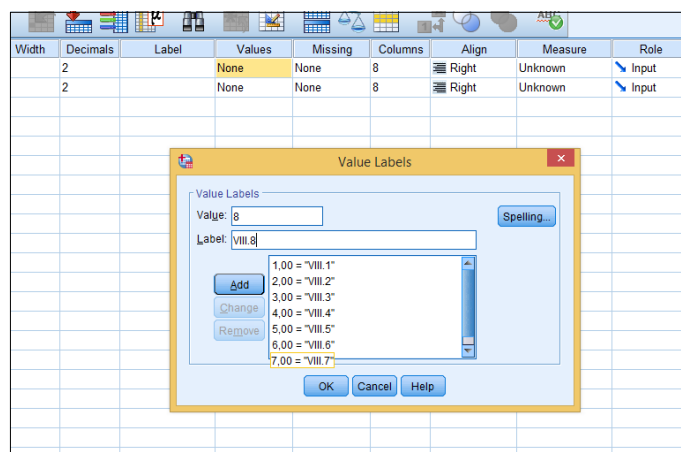 Width Decimals Label Values Missing Columns Align Measure Role
2 None None 8 Right Unknown Input
2 None None 8 Right Unknown Input
Value Labels
Value Labels
Value: 8
Spelling...
Label: VIII.8
Add
Change
Remove
1,00 = "VIII.1"
2,00 = "VIII.2"
3,00 = "VIII.3"
4,00 = "VIII.4"
5,00 = "VIII.5"
6,00 = "VIII.6"
7,00 = "VIII.7"
OK Cancel Help